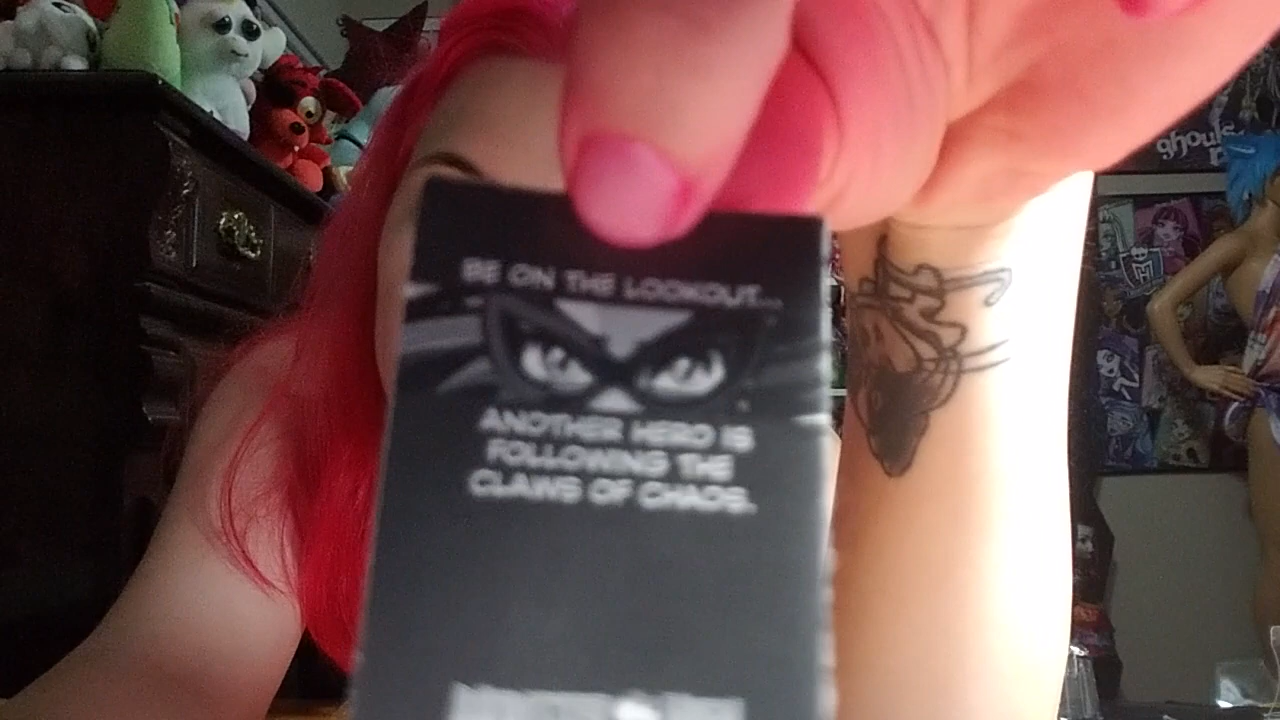 BE ON THE LOOKOUT...
ANOTHER HERO IS
FOLLOWING THE
CLAWS OF CHAOS.
ghouls